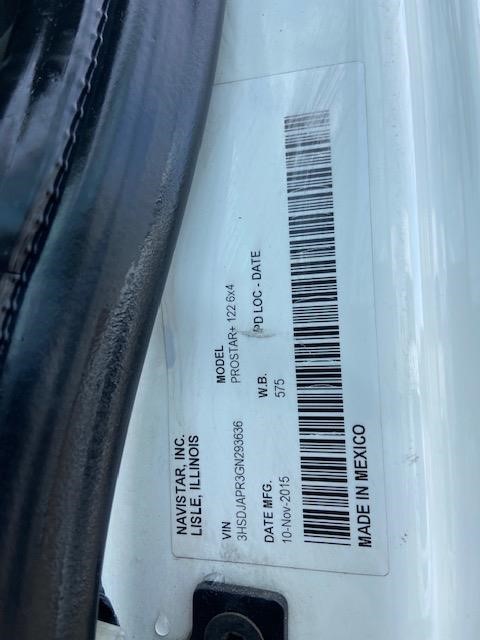 NAVISTAR, INC.
LISLE, ILLINOIS
VIN
3HSDJAPR3GN293636
MODEL
PROSTAR+ 122 6x4
DATE MFG.
10-Nov-2015
W.B.
575
PD LOC - DATE
MADE IN MEXICO